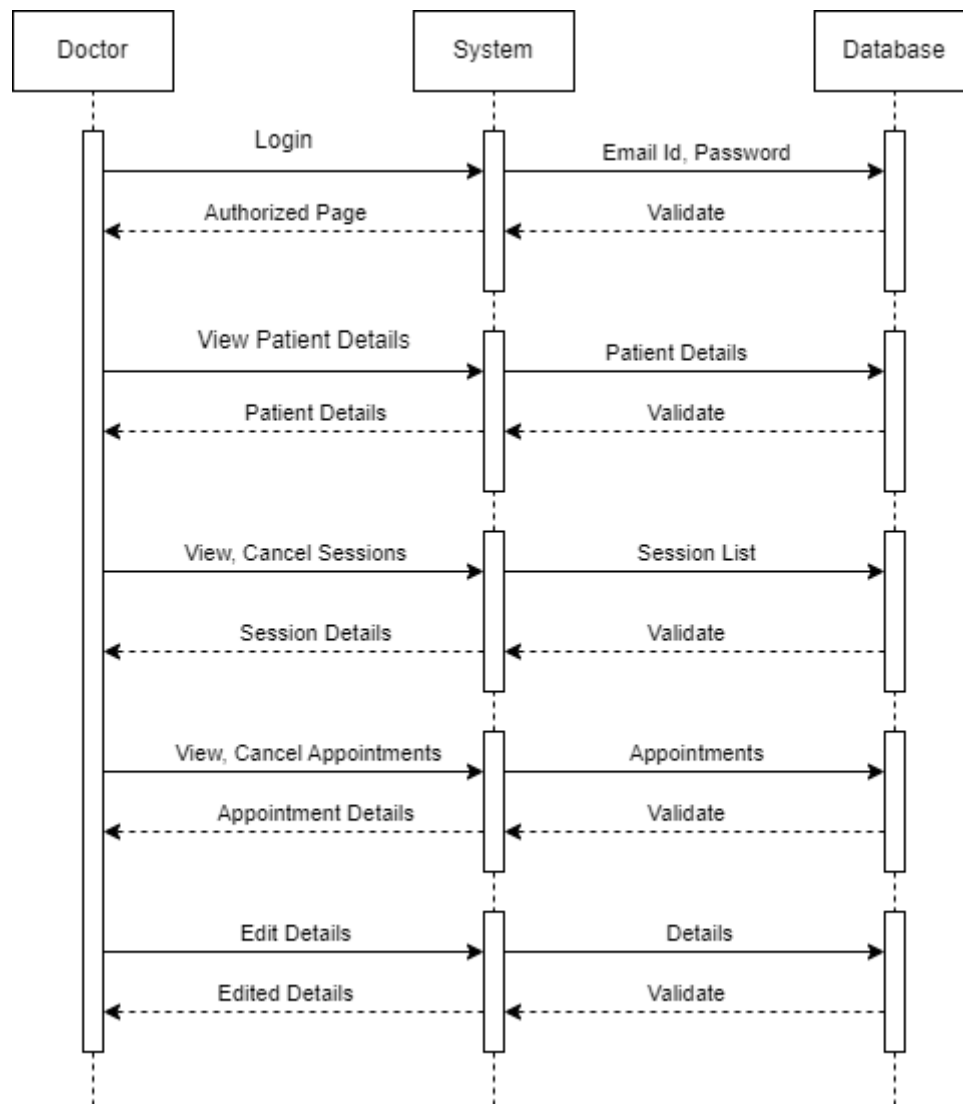 Doctor
System
Database
Login
Email Id, Password
Authorized Page
Validate
View Patient Details
Patient Details
Patient Details
Validate
View, Cancel Sessions
Session List
Session Details
Validate
View, Cancel Appointments
Appointments
Appointment Details
Validate
Edit Details
Details
Edited Details
Validate